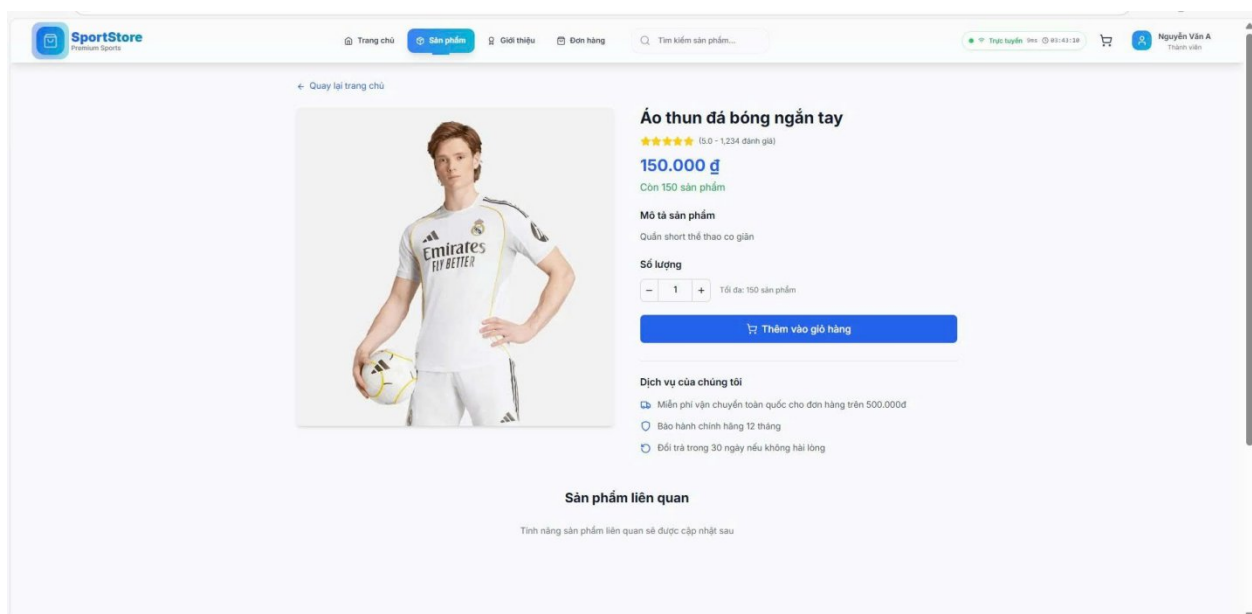 SportStore
Premium Sports
Trang chủ
Sản phẩm
Giới thiệu
Đơn hàng
Tìm kiếm sản phẩm...
Trực tuyến 9ms 03:43:10
Nguyễn Văn A
Thành viên
← Quay lại trang chủ
Áo thun đá bóng ngắn tay
(5.0 - 1,234 đánh giá)
150.000 ₫
Còn 150 sản phẩm
Mô tả sản phẩm
Quần short thể thao co giãn
Số lượng
− 1 + Tối đa: 150 sản phẩm
Thêm vào giỏ hàng
Dịch vụ của chúng tôi
Miễn phí vận chuyển toàn quốc cho đơn hàng trên 500.000đ
Bảo hành chính hãng 12 tháng
Đổi trả trong 30 ngày nếu không hài lòng
Emirates
FLY BETTER
Sản phẩm liên quan
Tính năng sản phẩm liên quan sẽ được cập nhật sau